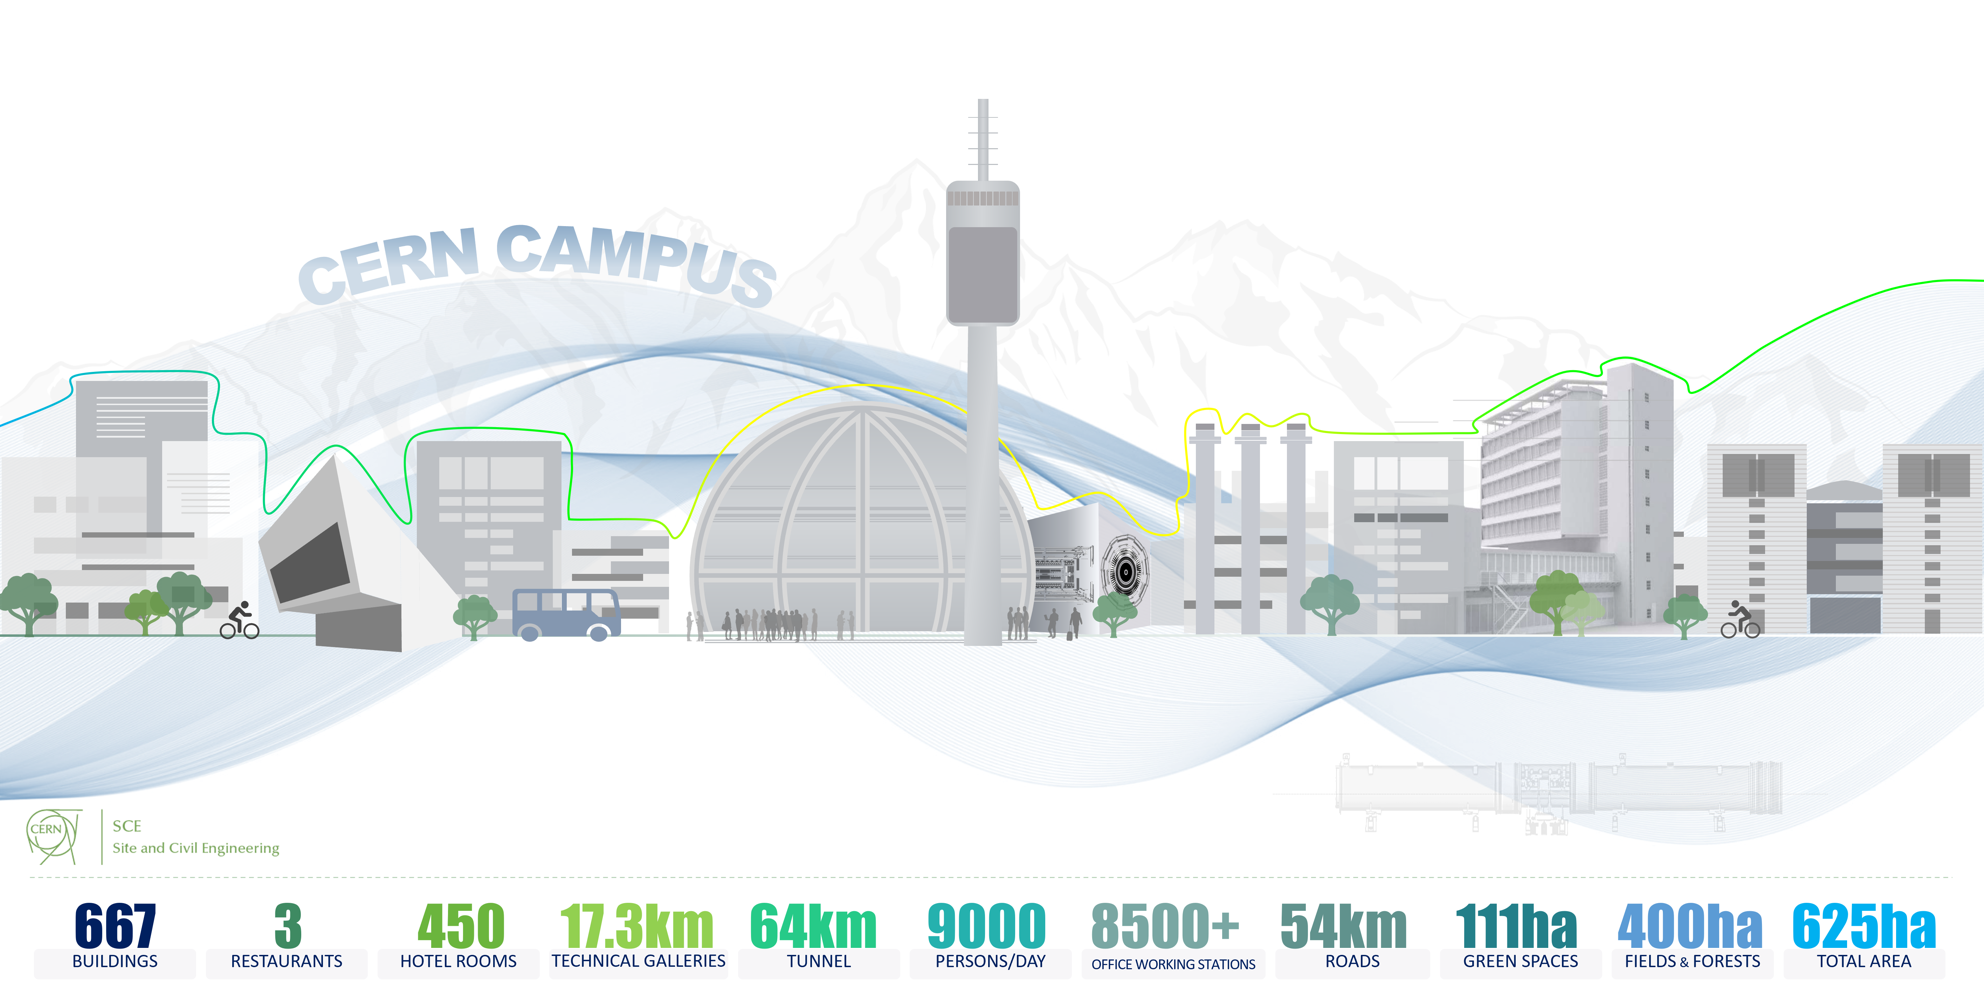 CERN CAMPUS
CERN
SCE
Site and Civil Engineering
667
BUILDINGS
3
RESTAURANTS
450
HOTEL ROOMS
17.3km
TECHNICAL GALLERIES
64km
TUNNEL
9000
PERSONS/DAY
8500+
OFFICE WORKING STATIONS
54km
ROADS
111ha
GREEN SPACES
400ha
FIELDS & FORESTS
625ha
TOTAL AREA